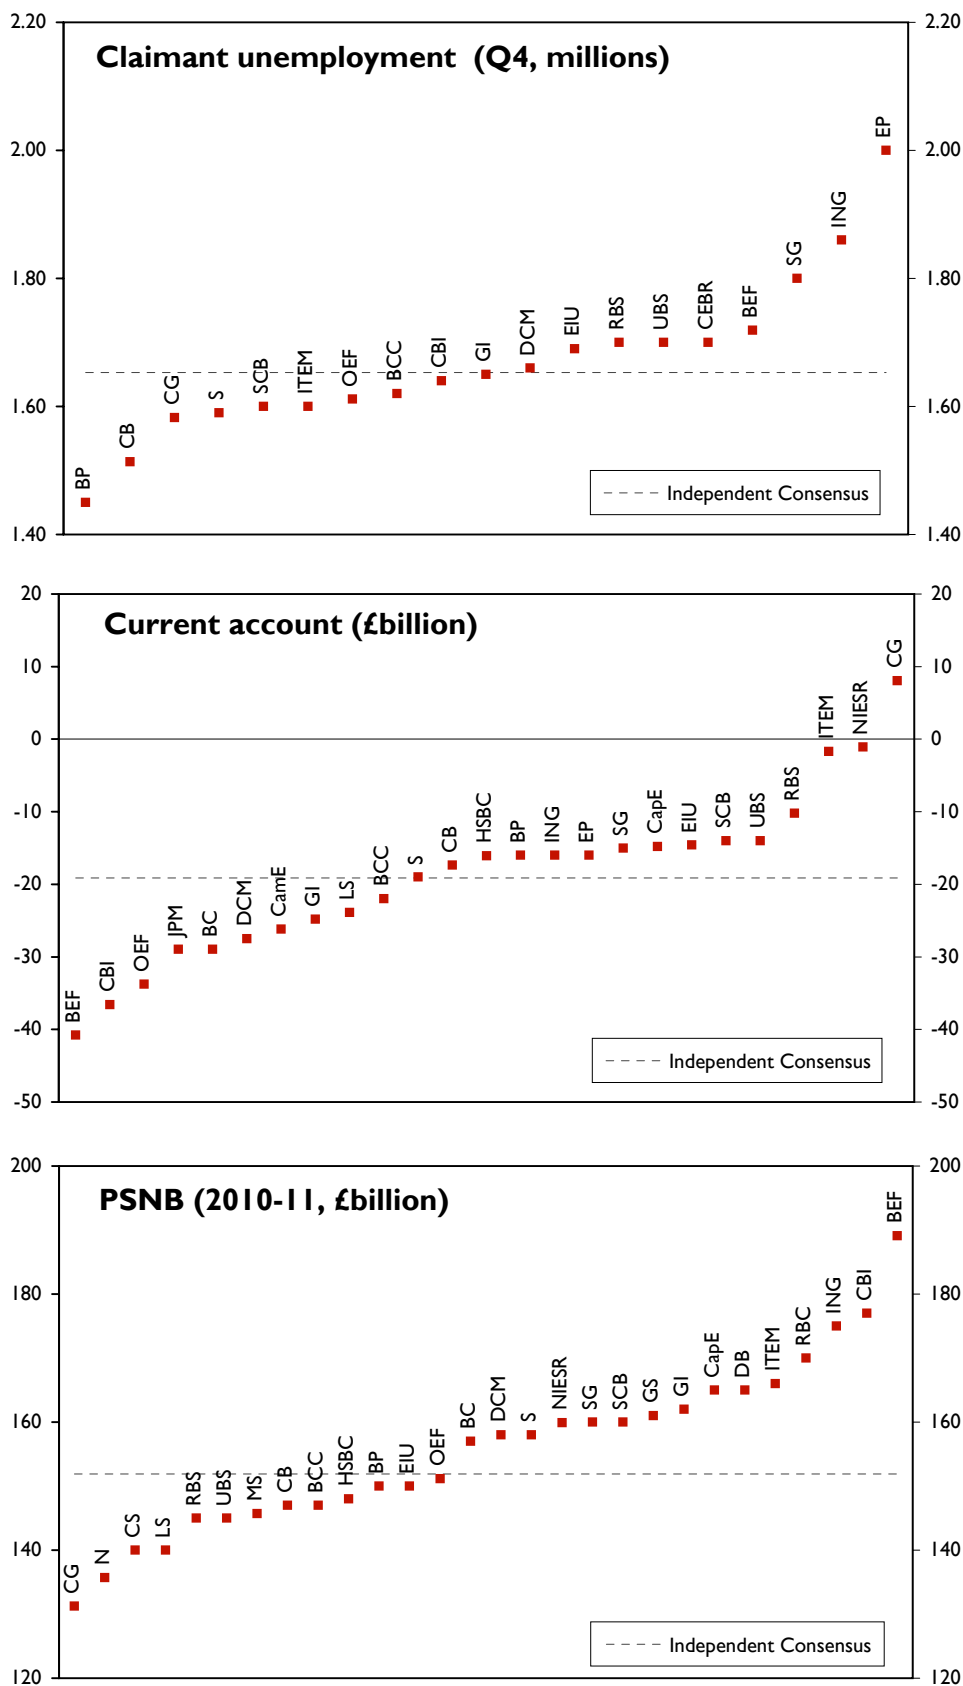 Claimant unemployment (Q4, millions)
2.20 2.20
2.00 2.00
1.80 1.80
1.60 1.60
1.40 1.40
BP CB CG S SCB ITEM OEF BCC CBI GI DCM EIU RBS UBS CEBR BEF SG ING EP
Independent Consensus
Current account (£billion)
20 20
10 10
0 0
-10 -10
-20 -20
-30 -30
-40 -40
-50 -50
BEF CBI OEF JPM BC DCM CamE GI LS BCC S CB HSBC BP ING EP SG CapE EIU SCB UBS RBS ITEM NIESR CG
Independent Consensus
PSNB (2010-11, £billion)
200 200
180 180
160 160
140 140
120 120
CG N CS LS RBS UBS MS CB BCC HSBC BP EIU OEF BC DCM S NIESR SG SCB GS GI CapE DB ITEM RBC ING CBI BEF
Independent Consensus